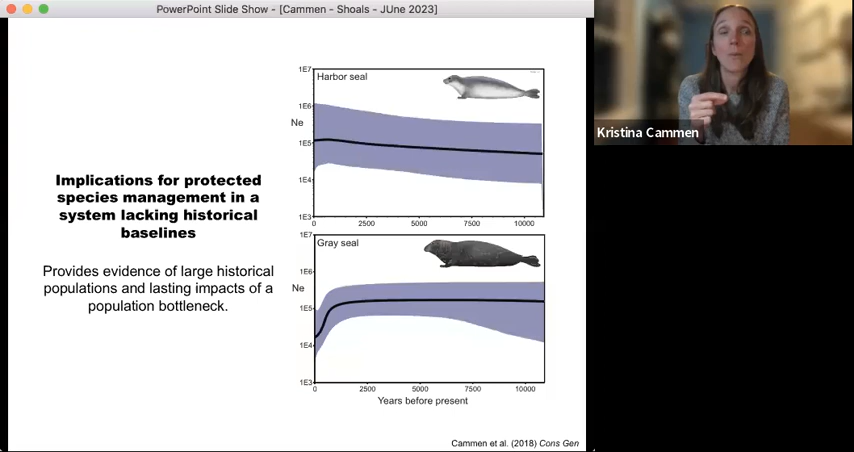 PowerPoint Slide Show - [Cammen - Shoals - JUne 2023]
Kristina Cammen
Implications for protected
species management in a
system lacking historical
baselines
Provides evidence of large historical
populations and lasting impacts of a
population bottleneck.
Harbor seal
1E7
1E6
Ne
1E5
1E4
1E3
0 2500 5000 7500 10000
Gray seal
1E7
1E6
Ne
1E5
1E4
1E3
0 2500 5000 7500 10000
Years before present
Cammen et al. (2018) Cons Gen